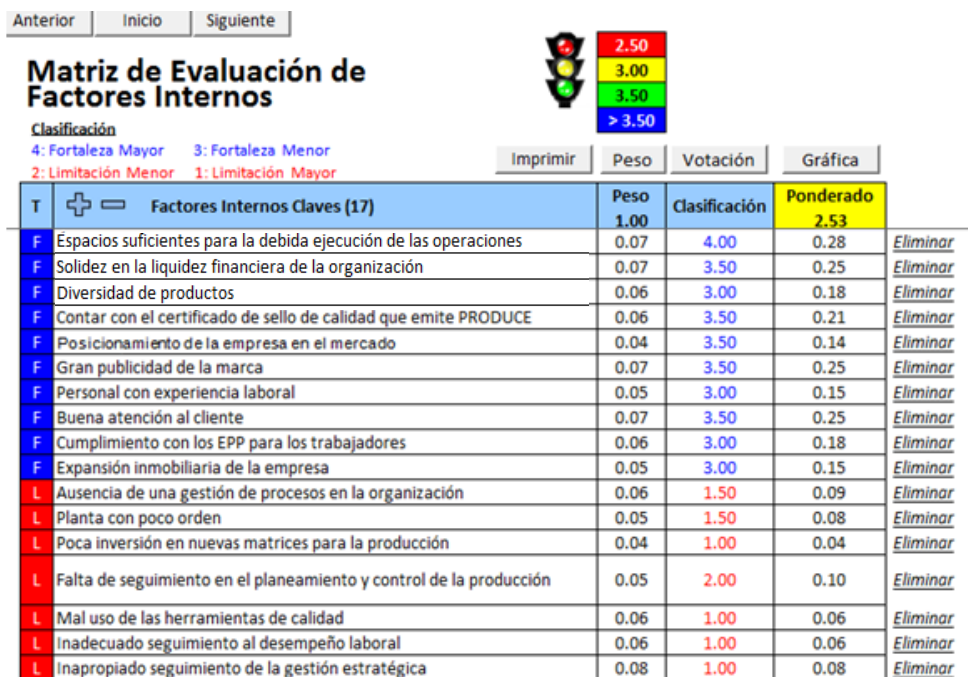 Anterior Inicio Siguiente
Matriz de Evaluación de
Factores Internos
2.50
3.00
3.50
> 3.50
Clasificación
4: Fortaleza Mayor 3: Fortaleza Menor
2: Limitación Menor 1: Limitación Mayor
Imprimir Peso Votación Gráfica
T Factores Internos Claves (17) Peso 1.00 Clasificación Ponderado 2.53
F Espacios suficientes para la debida ejecución de las operaciones 0.07 4.00 0.28 Eliminar
F Solidez en la liquidez financiera de la organización 0.07 3.50 0.25 Eliminar
F Diversidad de productos 0.06 3.00 0.18 Eliminar
F Contar con el certificado de sello de calidad que emite PRODUCE 0.06 3.50 0.21 Eliminar
F Posicionamiento de la empresa en el mercado 0.04 3.50 0.14 Eliminar
F Gran publicidad de la marca 0.07 3.50 0.25 Eliminar
F Personal con experiencia laboral 0.05 3.00 0.15 Eliminar
F Buena atención al cliente 0.07 3.50 0.25 Eliminar
F Cumplimiento con los EPP para los trabajadores 0.06 3.00 0.18 Eliminar
F Expansión inmobiliaria de la empresa 0.05 3.00 0.15 Eliminar
L Ausencia de una gestión de procesos en la organización 0.06 1.50 0.09 Eliminar
L Planta con poco orden 0.05 1.50 0.08 Eliminar
L Poca inversión en nuevas matrices para la producción 0.04 1.00 0.04 Eliminar
L Falta de seguimiento en el planeamiento y control de la producción 0.05 2.00 0.10 Eliminar
L Mal uso de las herramientas de calidad 0.06 1.00 0.06 Eliminar
L Inadecuado seguimiento al desempeño laboral 0.06 1.00 0.06 Eliminar
L Inapropiado seguimiento de la gestión estratégica 0.08 1.00 0.08 Eliminar